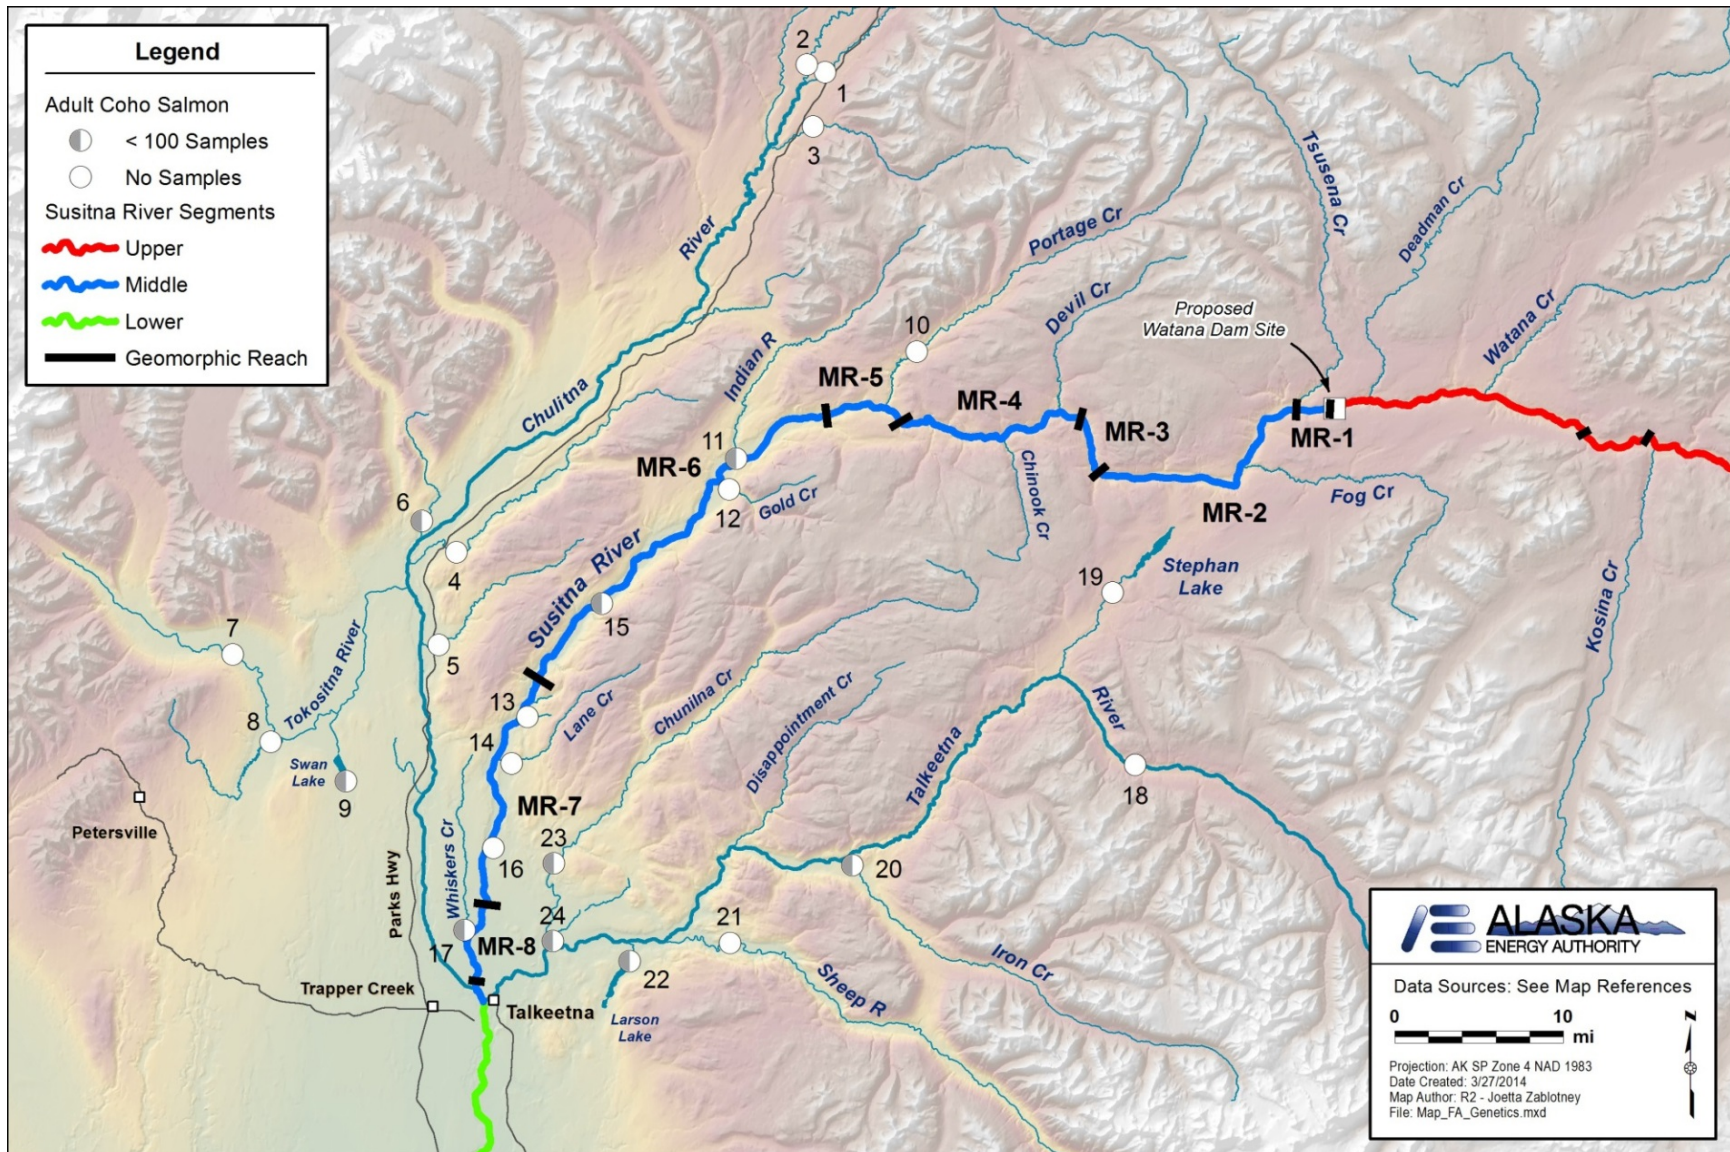 Legend
Adult Coho Salmon
< 100 Samples
No Samples
Susitna River Segments
Upper
Middle
Lower
Geomorphic Reach
2
1
3
River
Portage Cr
Tsusena Cr
Deadman Cr
Devil Cr
Proposed
Watana Dam Site
Watana Cr
10
Indian R
MR-5
MR-4
MR-3
MR-1
Chulitna
11
MR-6
12
Gold Cr
Chinook Cr
MR-2
Fog Cr
6
4
Susitna River
15
19
Stephan
Lake
Kosina Cr
7
5
Tokositna River
8
13
Lane Cr
14
Chunilna Cr
Disappointment Cr
River
Talkeetna
18
Swan
Lake
9
Petersville
MR-7
23
16
20
Whiskers Cr
Parks Hwy
24
21
17
MR-8
22
Iron Cr
Sheep R
Trapper Creek
Talkeetna
Larson
Lake
ALASKA
ENERGY AUTHORITY
Data Sources: See Map References
0 10
mi
N
Projection: AK SP Zone 4 NAD 1983
Date Created: 3/27/2014
Map Author: R2 - Joetta Zablotney
File: Map_FA_Genetics.mxd